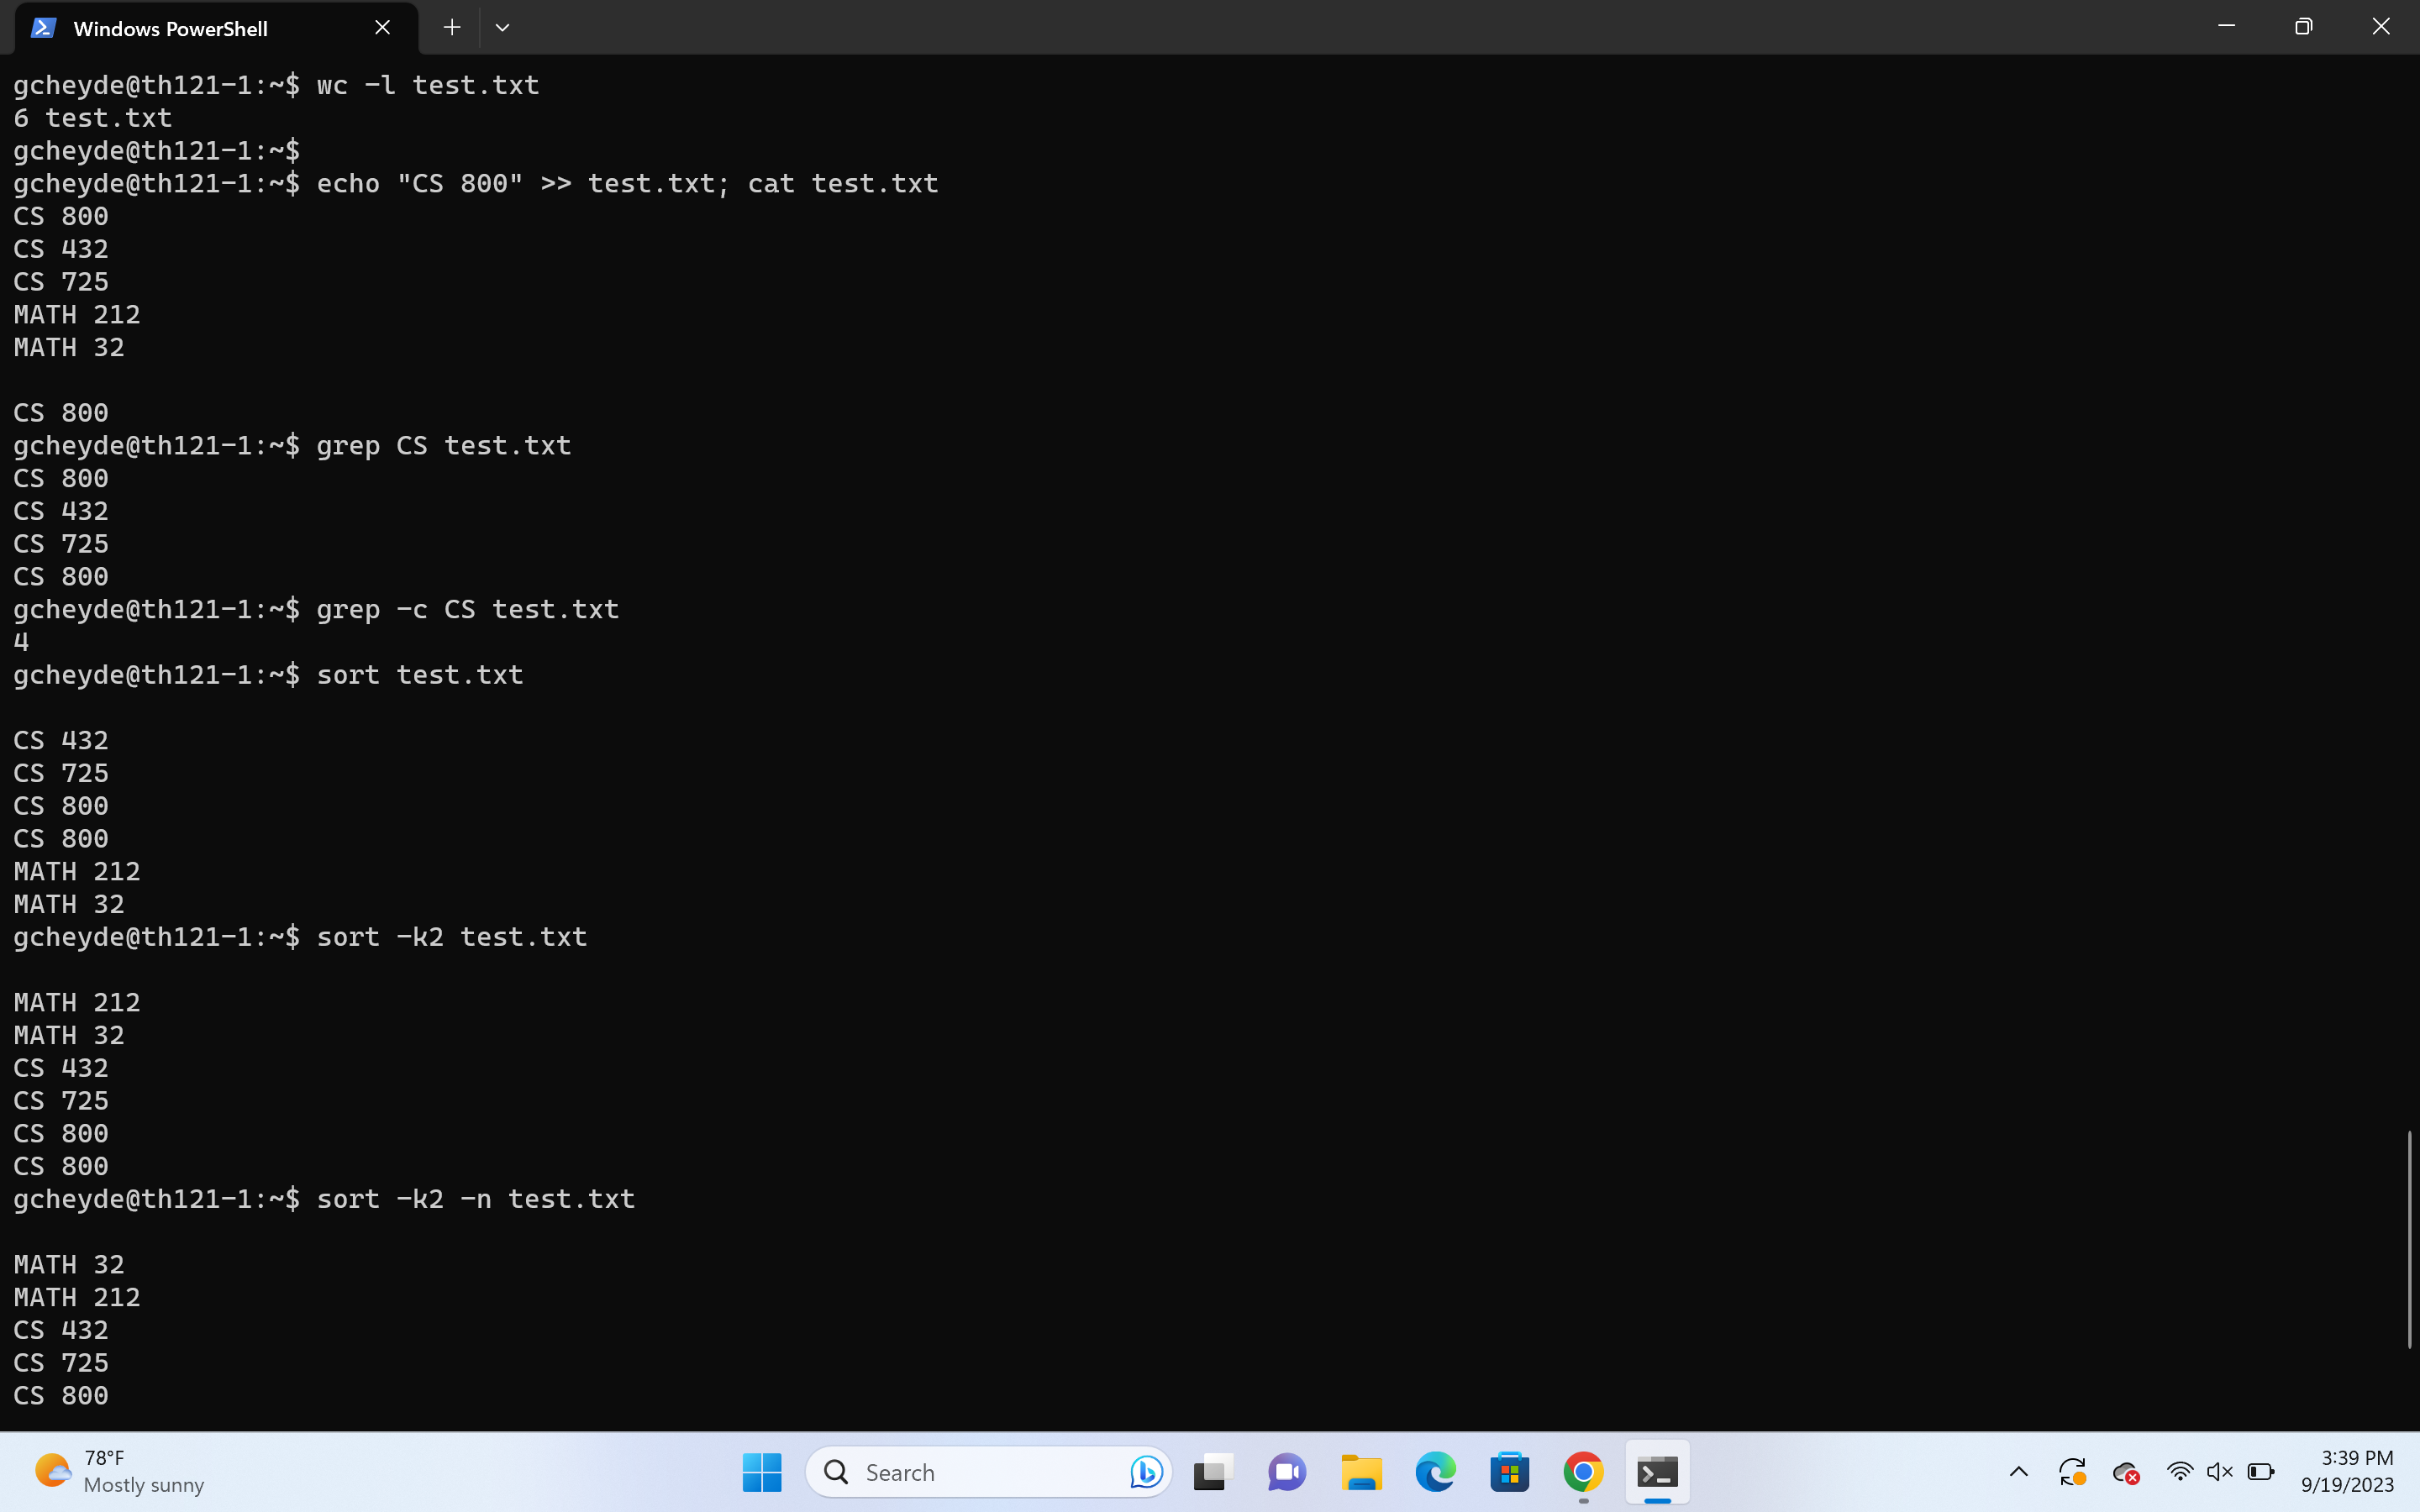 Windows PowerShell
gcheyde@th121-1:~$ wc -l test.txt
6 test.txt
gcheyde@th121-1:~$
gcheyde@th121-1:~$ echo "CS 800" >> test.txt; cat test.txt
CS 800
CS 432
CS 725
MATH 212
MATH 32

CS 800
gcheyde@th121-1:~$ grep CS test.txt
CS 800
CS 432
CS 725
CS 800
gcheyde@th121-1:~$ grep -c CS test.txt
4
gcheyde@th121-1:~$ sort test.txt

CS 432
CS 725
CS 800
CS 800
MATH 212
MATH 32
gcheyde@th121-1:~$ sort -k2 test.txt

MATH 212
MATH 32
CS 432
CS 725
CS 800
CS 800
gcheyde@th121-1:~$ sort -k2 -n test.txt

MATH 32
MATH 212
CS 432
CS 725
CS 800
78°F
Mostly sunny
Search
3:39 PM
9/19/2023